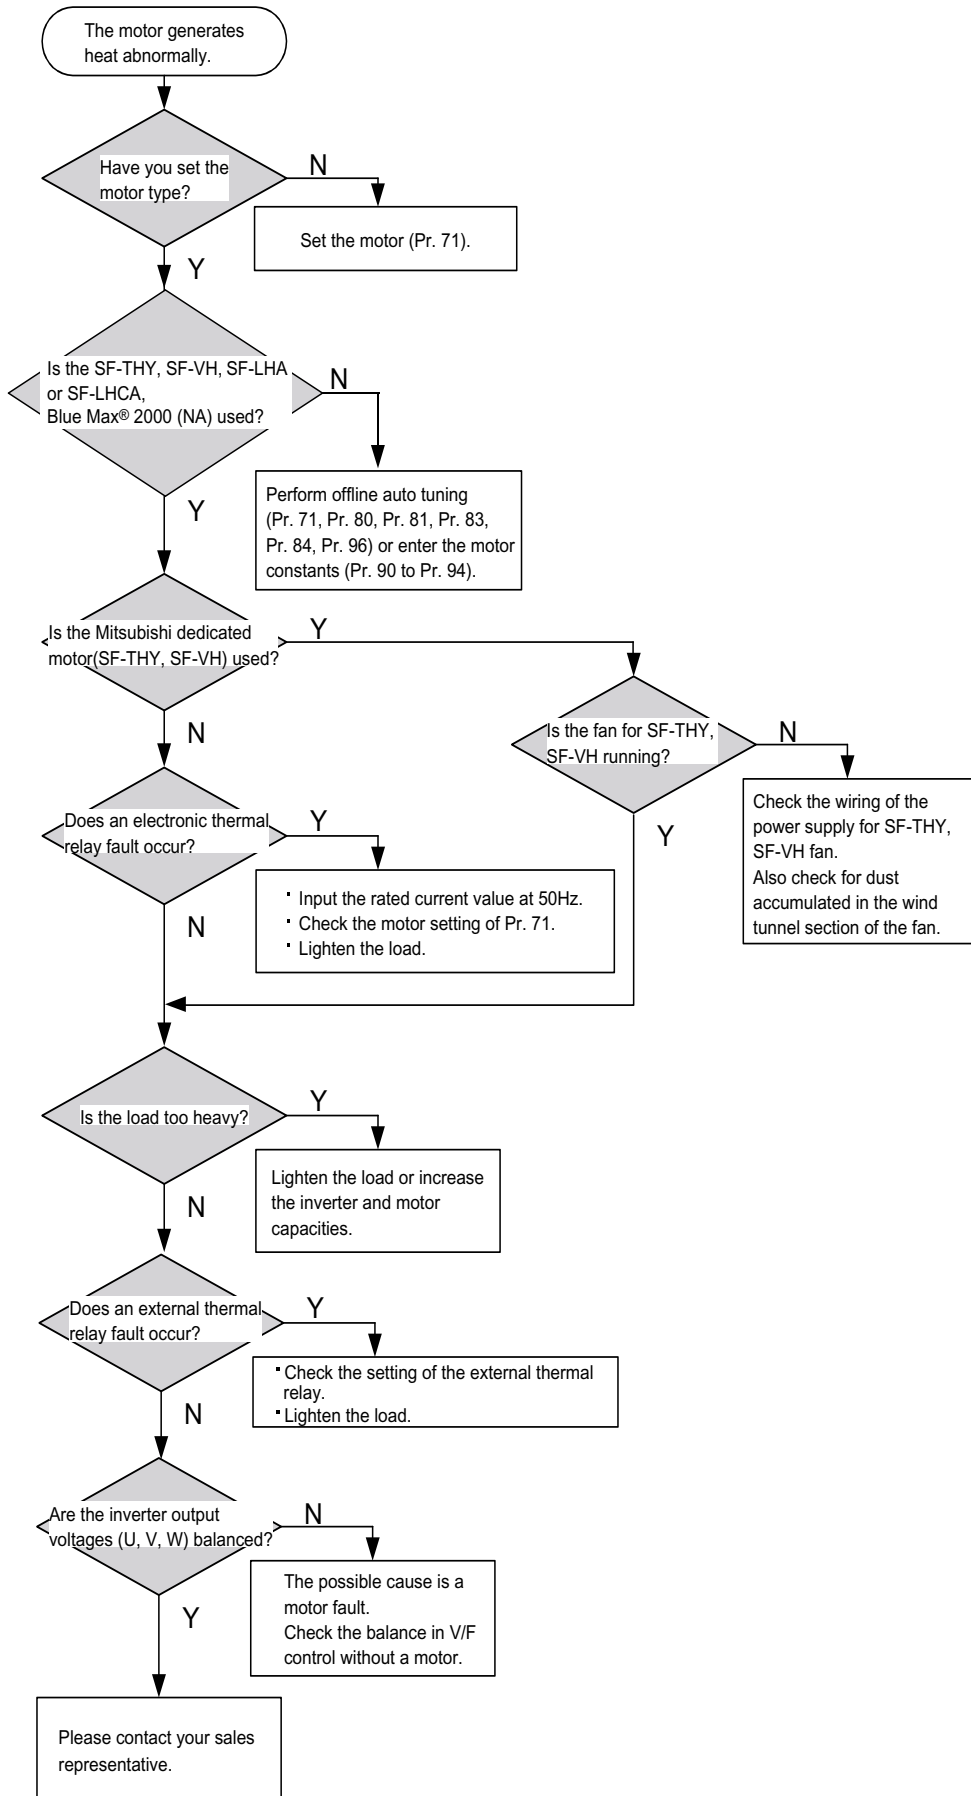 The motor generates
heat abnormally.
Have you set the
motor type?
N
Set the motor (Pr. 71).
Y
Is the SF-THY, SF-VH, SF-LHA
or SF-LHCA,
Blue Max® 2000 (NA) used?
N
Perform offline auto tuning
(Pr. 71, Pr. 80, Pr. 81, Pr. 83,
Pr. 84, Pr. 96) or enter the motor
constants (Pr. 90 to Pr. 94).
Y
Is the Mitsubishi dedicated
motor(SF-THY, SF-VH) used?
Y
N
Is the fan for SF-THY,
SF-VH running?
N
Check the wiring of the
power supply for SF-THY,
SF-VH fan.
Also check for dust
accumulated in the wind
tunnel section of the fan.
Y
Does an electronic thermal
relay fault occur?
Y
· Input the rated current value at 50Hz.
· Check the motor setting of Pr. 71.
· Lighten the load.
N
Is the load too heavy?
Y
Lighten the load or increase
the inverter and motor
capacities.
N
Does an external thermal
relay fault occur?
Y
· Check the setting of the external thermal
relay.
· Lighten the load.
N
Are the inverter output
voltages (U, V, W) balanced?
N
The possible cause is a
motor fault.
Check the balance in V/F
control without a motor.
Y
Please contact your sales
representative.